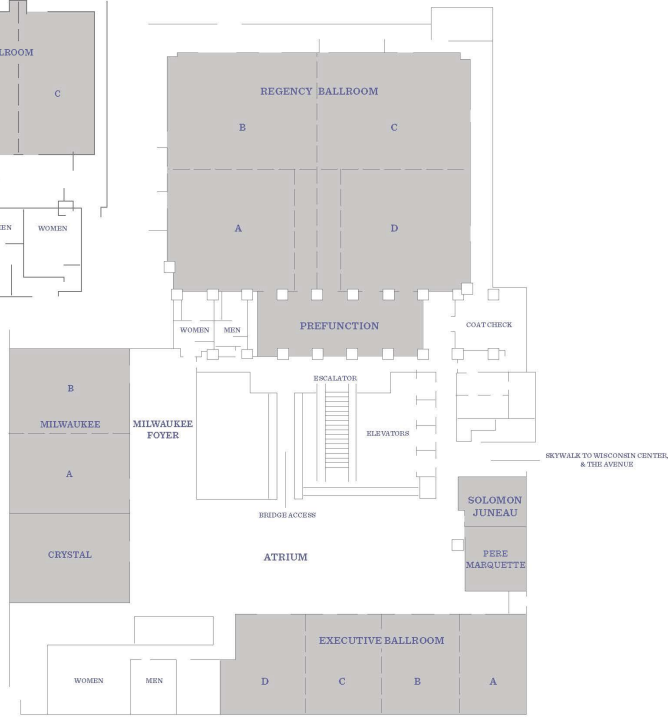 LROOM
C
EN
WOMEN
REGENCY BALLROOM
B
C
A
D
WOMEN
MEN
PREFUNCTION
COAT CHECK
ESCALATOR
B
MILWAUKEE
A
CRYSTAL
MILWAUKEE
FOYER
ELEVATORS
SKYWALK TO WISCONSIN CENTER,
& THE AVENUE
BRIDGE ACCESS
SOLOMON
JUNEAU
ATRIUM
PERE
MARQUETTE
EXECUTIVE BALLROOM
WOMEN
MEN
D
C
B
A